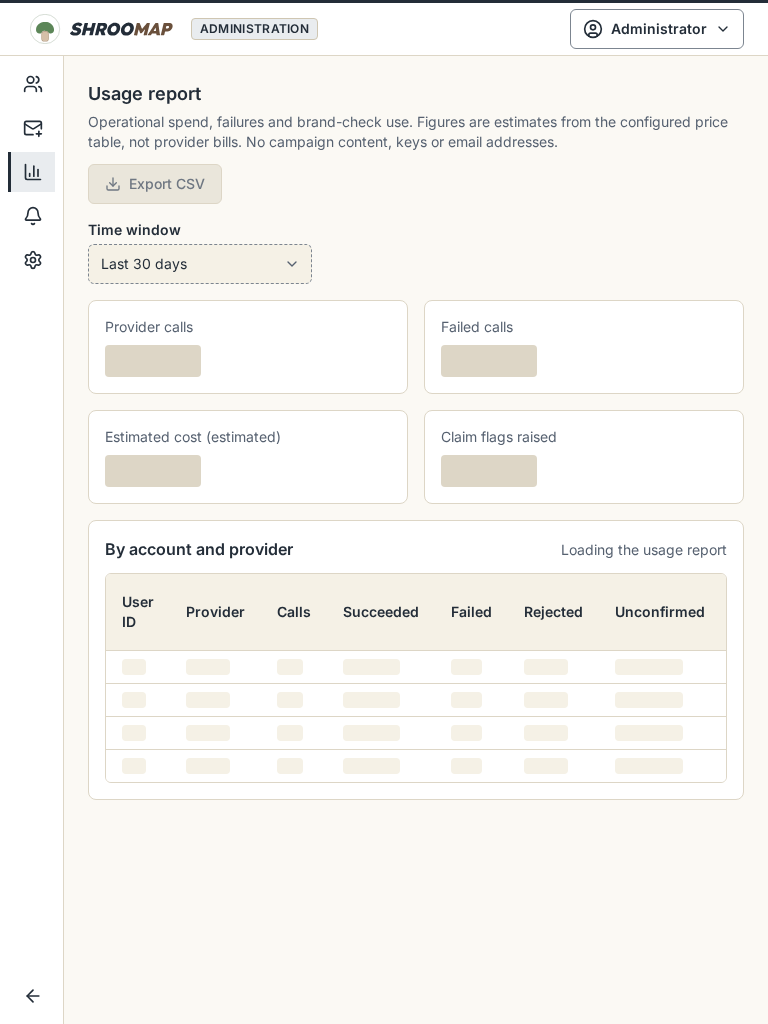 SHROOMAP
ADMINISTRATION
Administrator
Usage report
Operational spend, failures and brand-check use. Figures are estimates from the configured price
table, not provider bills. No campaign content, keys or email addresses.
Export CSV
Time window
Last 30 days
Provider calls
Failed calls
Estimated cost (estimated)
Claim flags raised
By account and provider
Loading the usage report
User
ID
Provider
Calls
Succeeded
Failed
Rejected
Unconfirmed